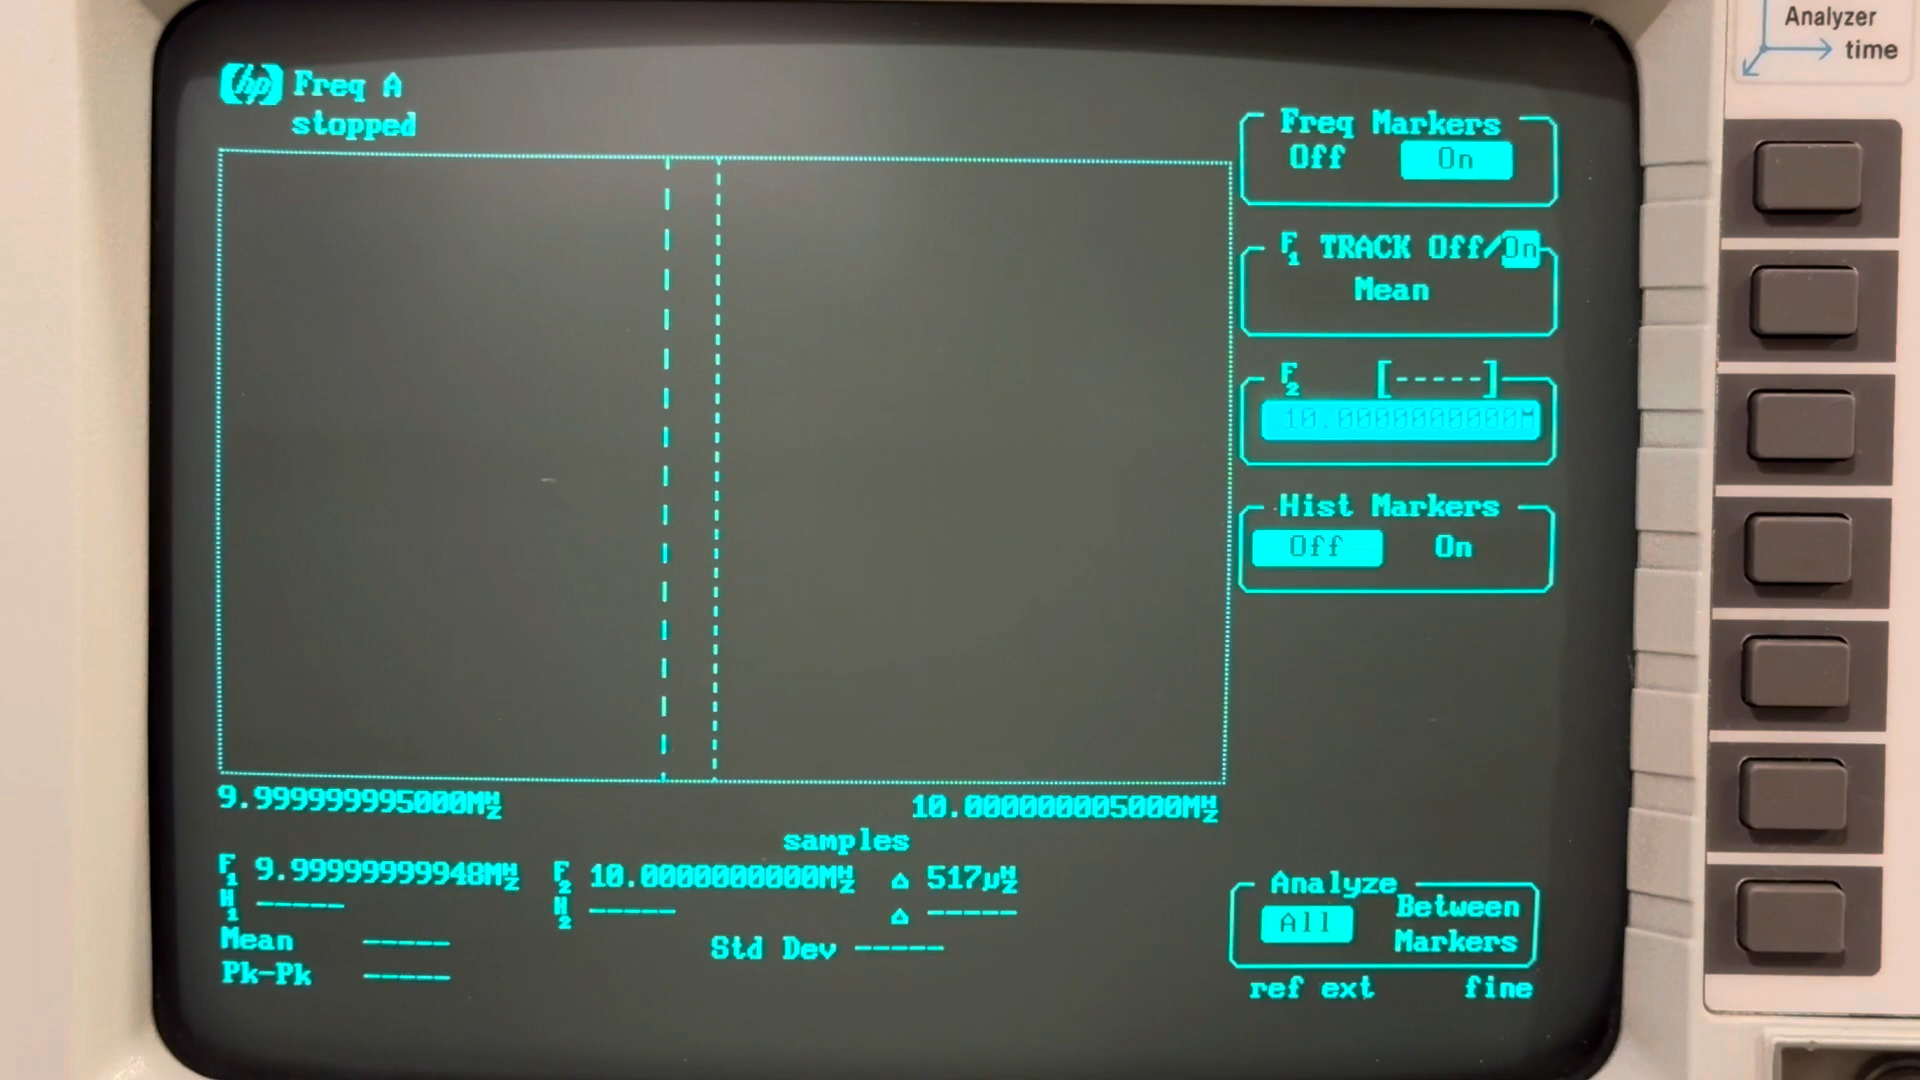 Analyzer
time
hp Freq A
stopped
Freq Markers
Off On
F1 TRACK Off/On
Mean
F2 [-----]
10.0000000000M
Hist Markers
Off On
9.999999995000MHz 10.000000005000MHz
samples
F1 9.99999999948MHz F2 10.0000000000MHz Δ 517µHz
H1 ----- H2 ----- Δ -----
Mean ----- Std Dev -----
Pk-Pk -----
Analyze
All Between
Markers
ref ext fine